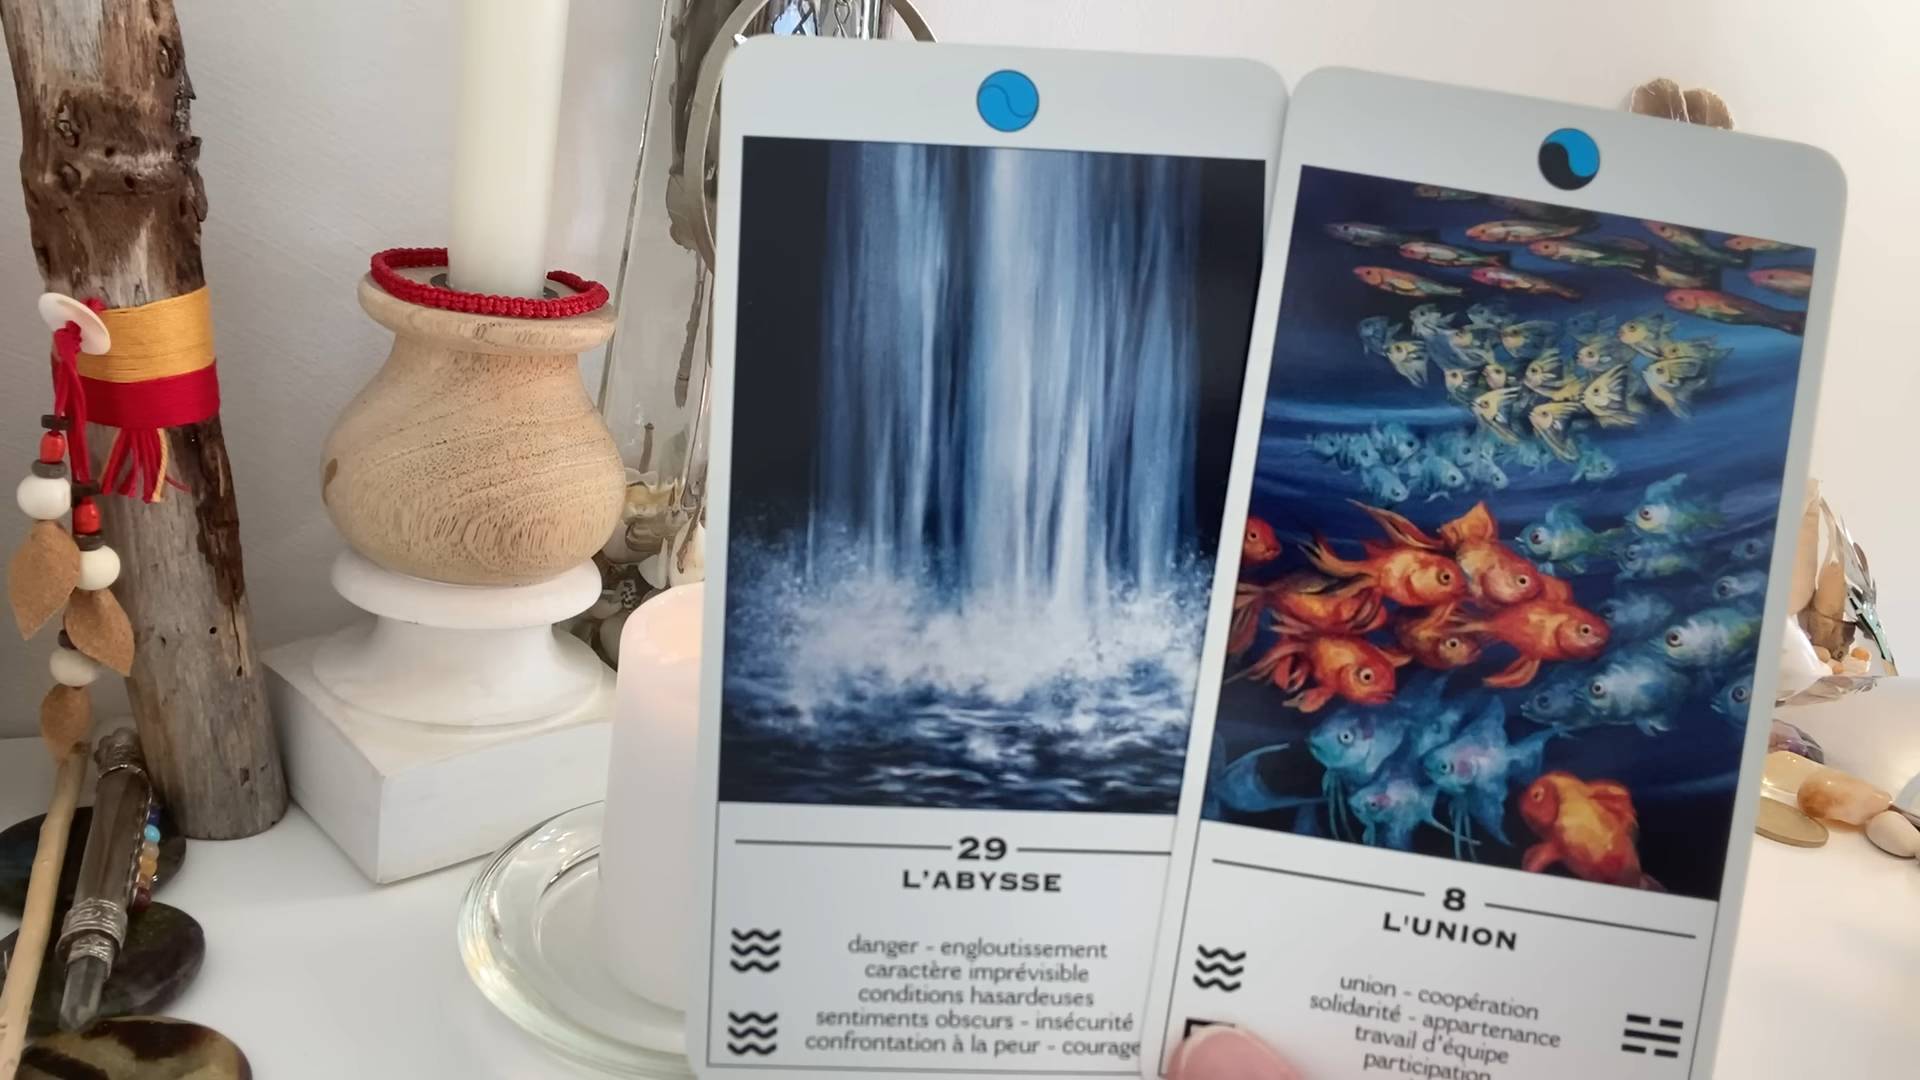 29
L'ABYSSE
danger - engloutissement
caractère imprévisible
conditions hasardeuses
sentiments obscurs - insécurité
confrontation à la peur - courage
8
L'UNION
union - coopération
solidarité - appartenance
travail d'équipe
participation